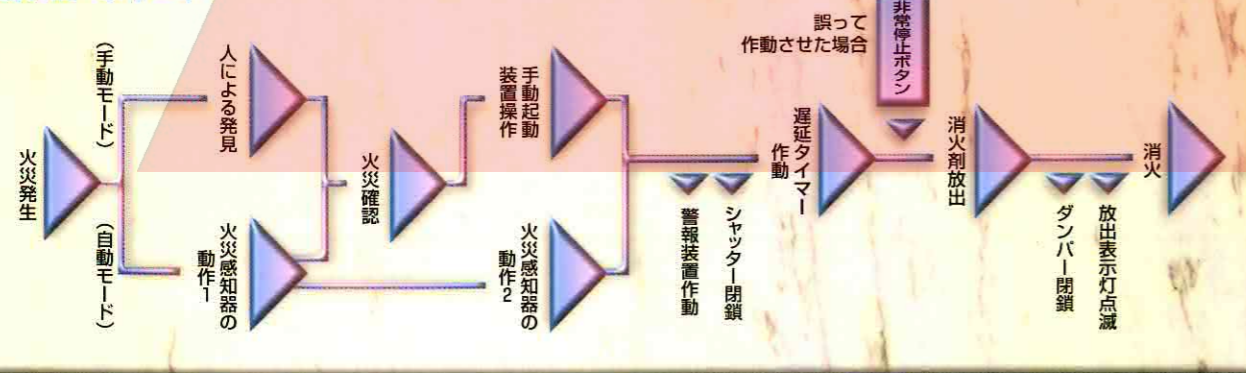 火災発生
（手動モード）
（自動モード）
人による発見
火災感知器の
動作1
火災確認
手動起動
装置操作
火災感知器の
動作2
警報装置作動
シャッター閉鎖
遅延タイマー
作動
誤って
作動させた場合
非常停止ボタン
消火剤放出
ダンパー閉鎖
放出表示灯点滅
消火